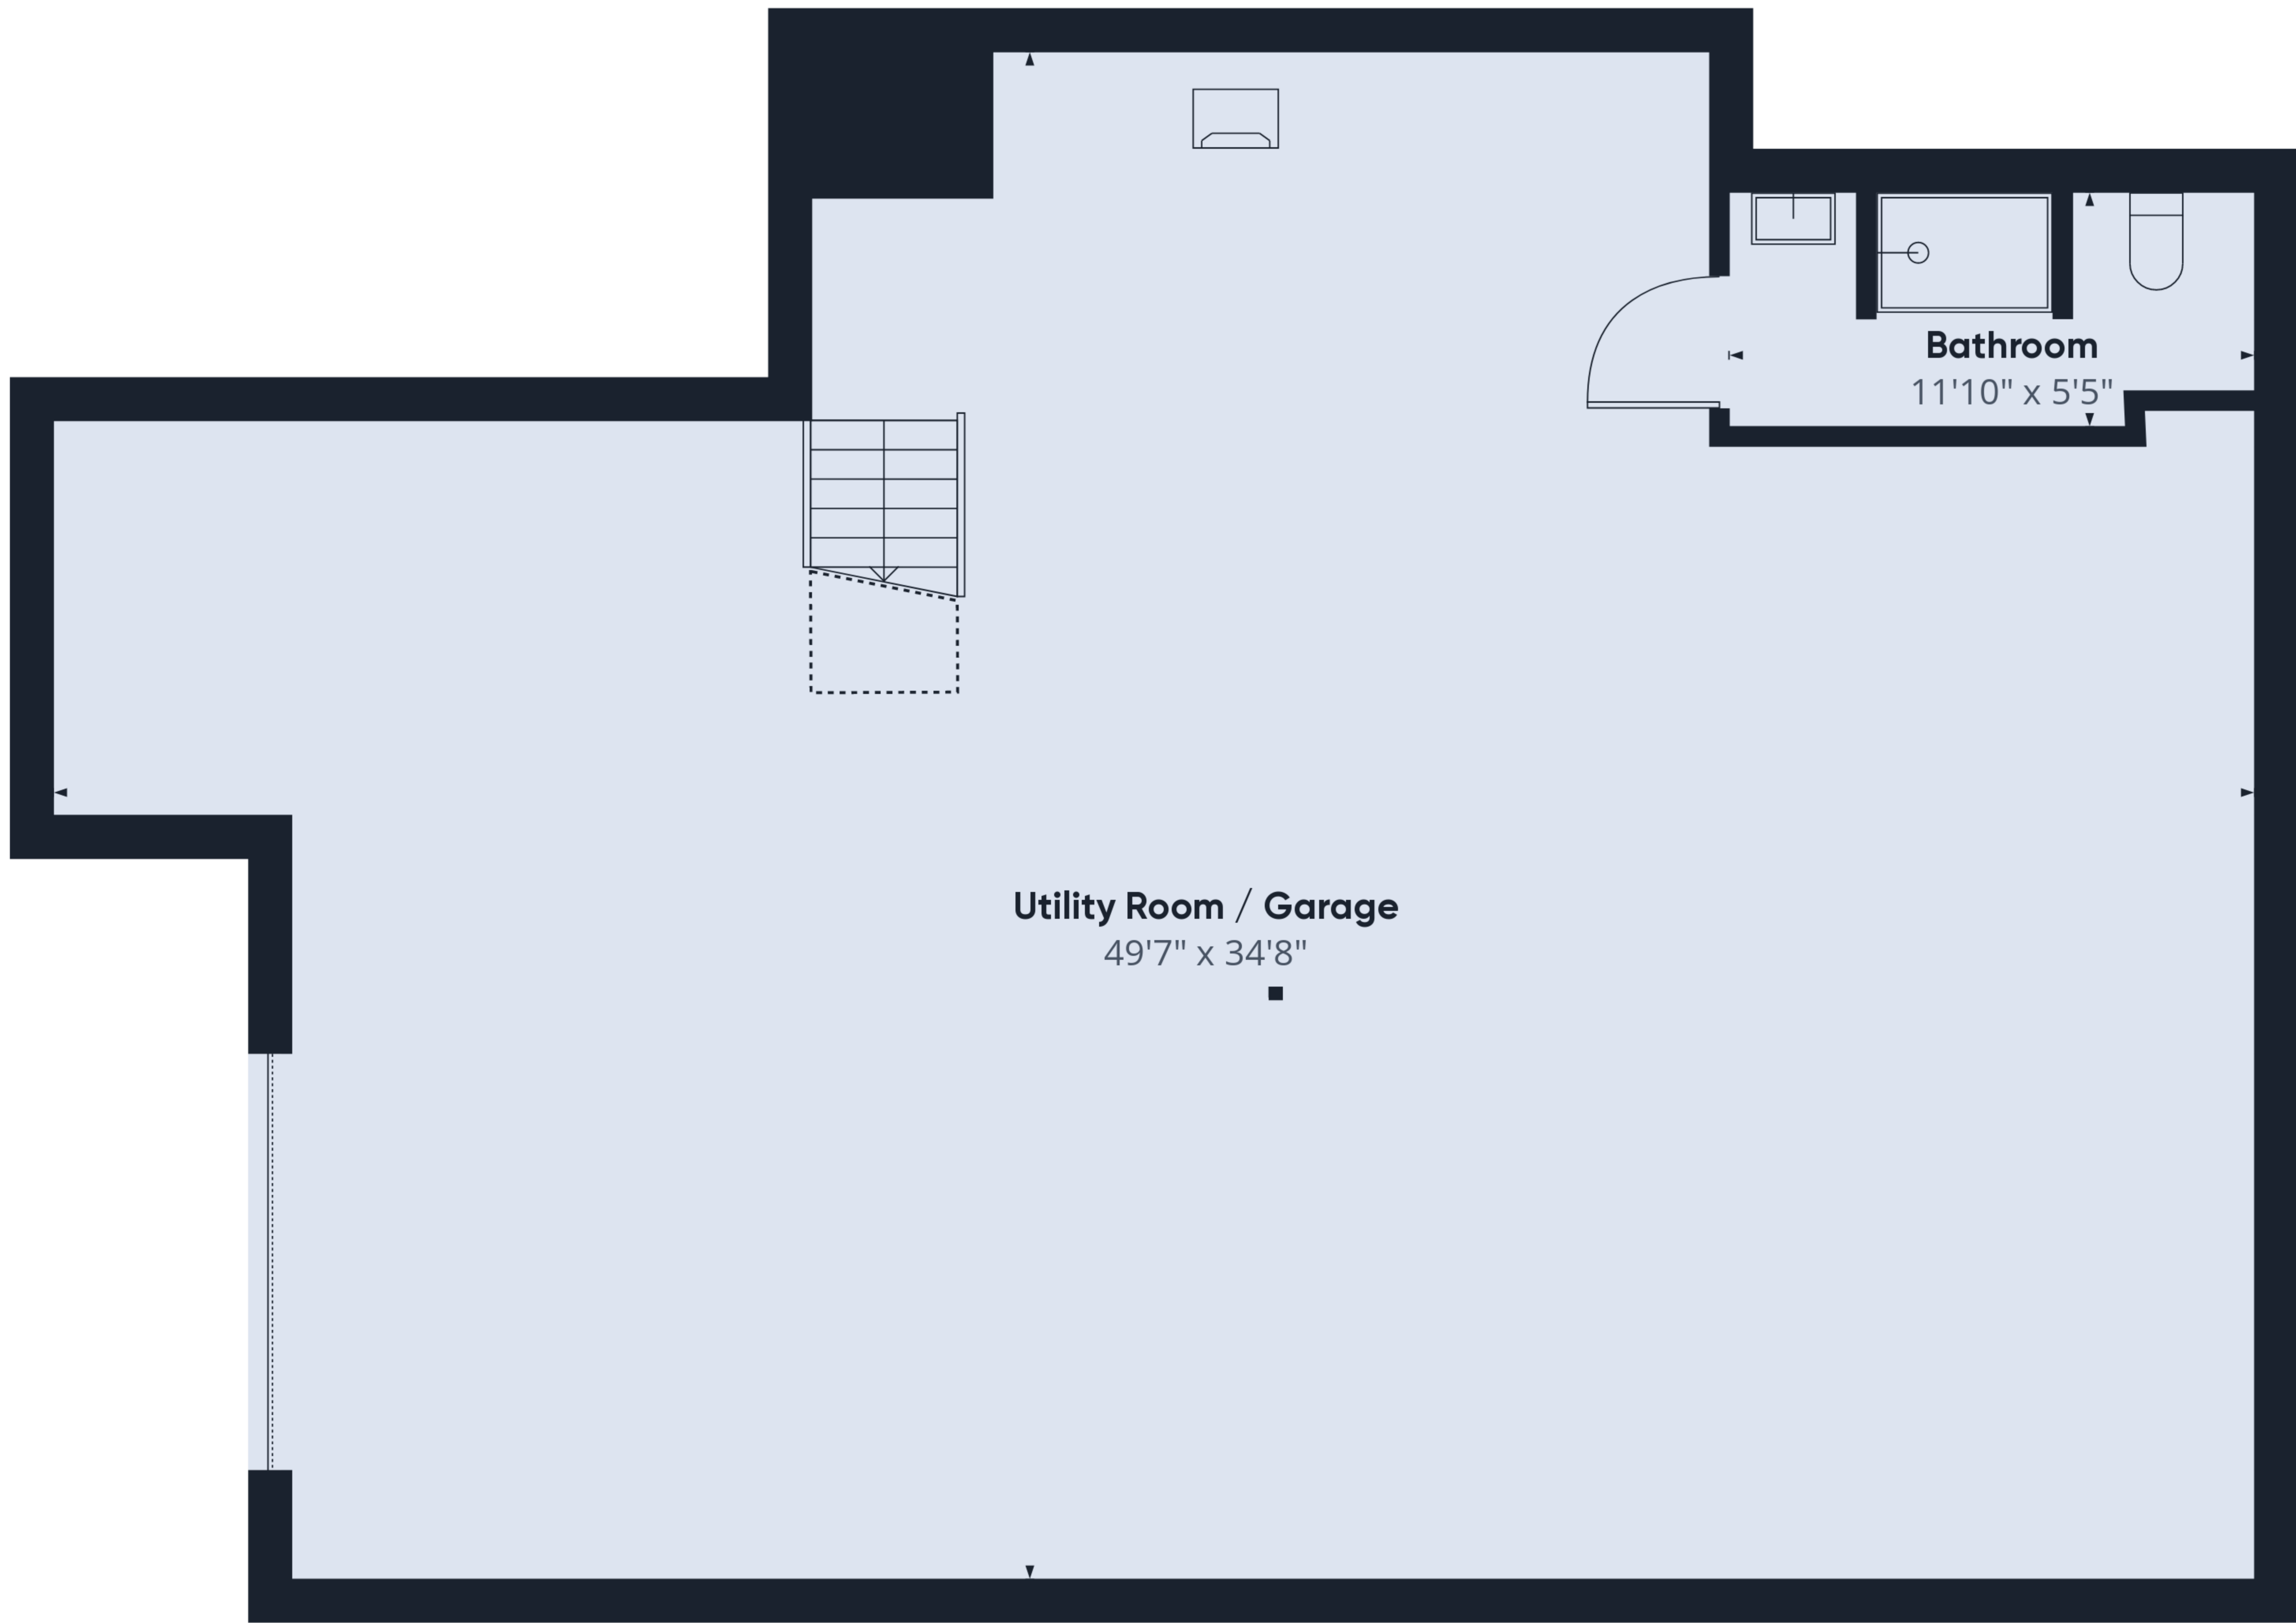 Bathroom
11'10" x 5'5"
Utility Room / Garage
49'7" x 34'8"